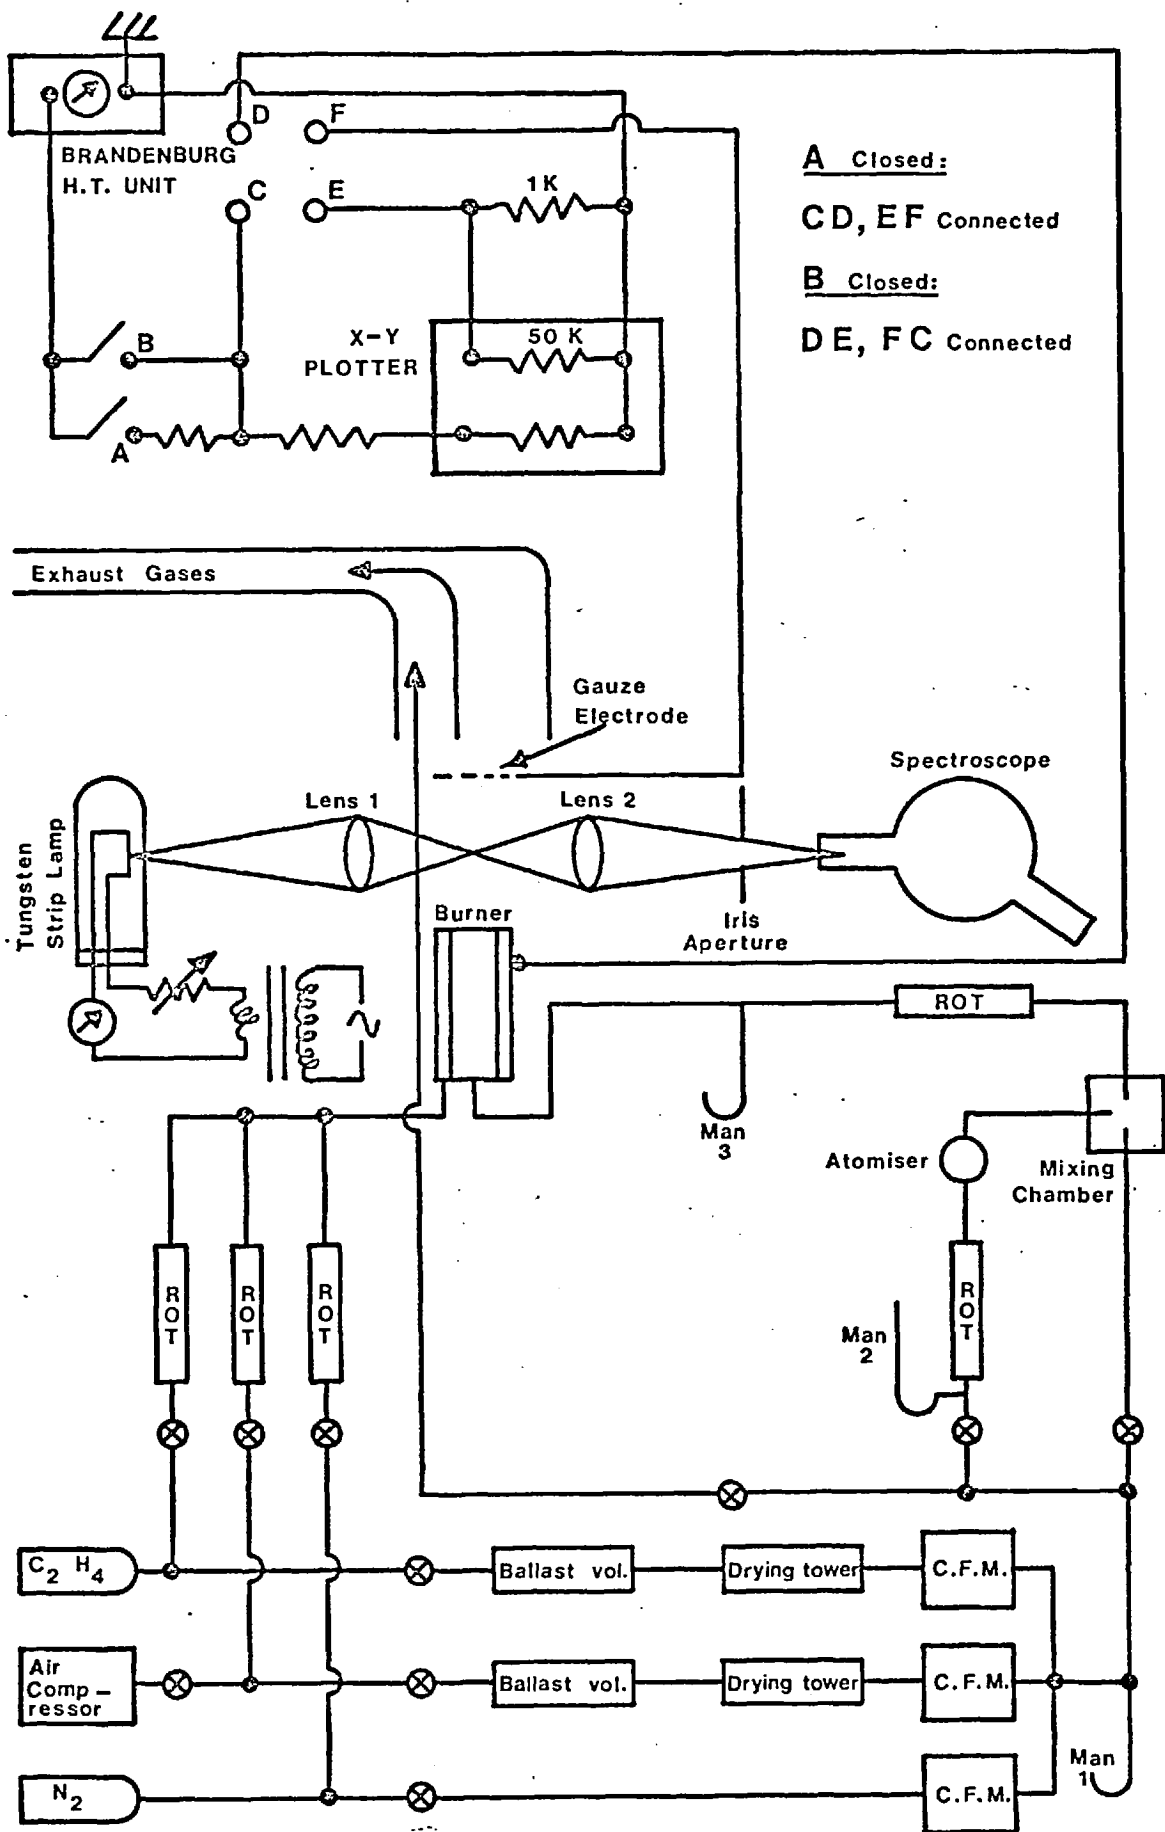 D
F
BRANDENBURG
H.T. UNIT
C
E
1K
A Closed:
CD, EF Connected
B Closed:
DE, FC Connected
B
A
X-Y
PLOTTER
50 K
Exhaust Gases
Gauze
Electrode
Spectroscope
Lens 1
Lens 2
Tungsten
Strip Lamp
Burner
Iris
Aperture
ROT
Man
3
Atomiser
Mixing
Chamber
ROT
ROT
ROT
ROT
Man
2
C2 H4
Ballast vol.
Drying tower
C.F.M.
Air
Comp-
ressor
Ballast vol.
Drying tower
C.F.M.
Man
1
N2
C.F.M.